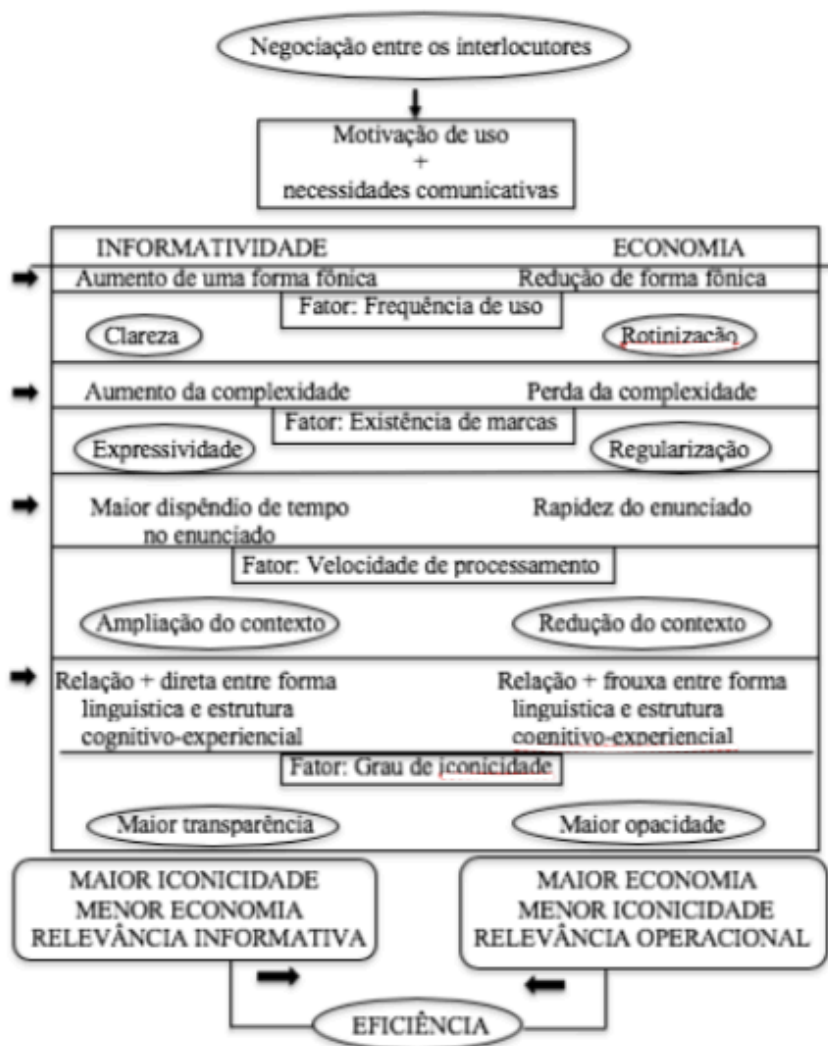 Negociação entre os interlocutores
Motivação de uso
+
necessidades comunicativas
INFORMATIVIDADE
ECONOMIA
Aumento de uma forma fônica
Redução de forma fônica
Fator: Frequência de uso
Clareza
Rotinização
Aumento da complexidade
Perda da complexidade
Fator: Existência de marcas
Expressividade
Regularização
Maior dispêndio de tempo
no enunciado
Rapidez do enunciado
Fator: Velocidade de processamento
Ampliação do contexto
Redução do contexto
Relação + direta entre forma
linguistica e estrutura
cognitivo-experiencial
Relação + frouxa entre forma
linguistica e estrutura
cognitivo-experiencial
Fator: Grau de iconicidade
Maior transparência
Maior opacidade
MAIOR ICONICIDADE
MENOR ECONOMIA
RELEVÂNCIA INFORMATIVA
MAIOR ECONOMIA
MENOR ICONICIDADE
RELEVÂNCIA OPERACIONAL
EFICIÊNCIA